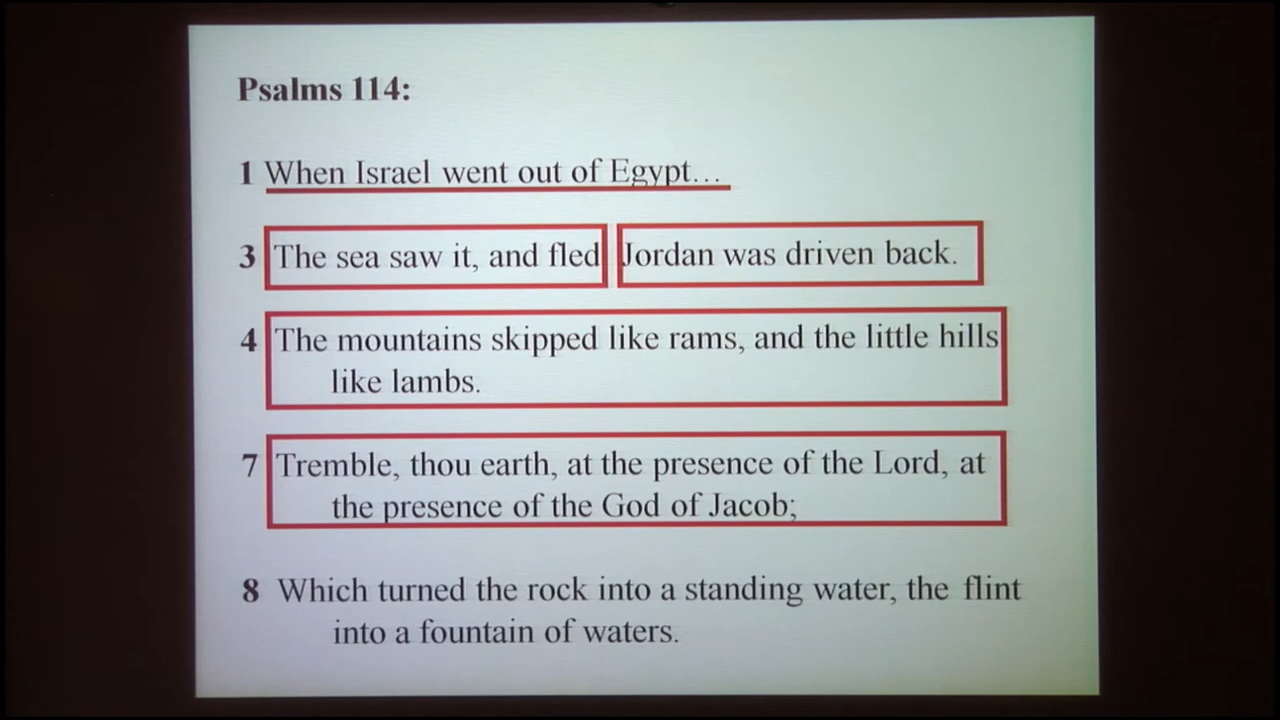 Psalms 114:
1 When Israel went out of Egypt...
3 The sea saw it, and fled Jordan was driven back.
4 The mountains skipped like rams, and the little hills
like lambs.
7 Tremble, thou earth, at the presence of the Lord, at
the presence of the God of Jacob;
8 Which turned the rock into a standing water, the flint
into a fountain of waters.